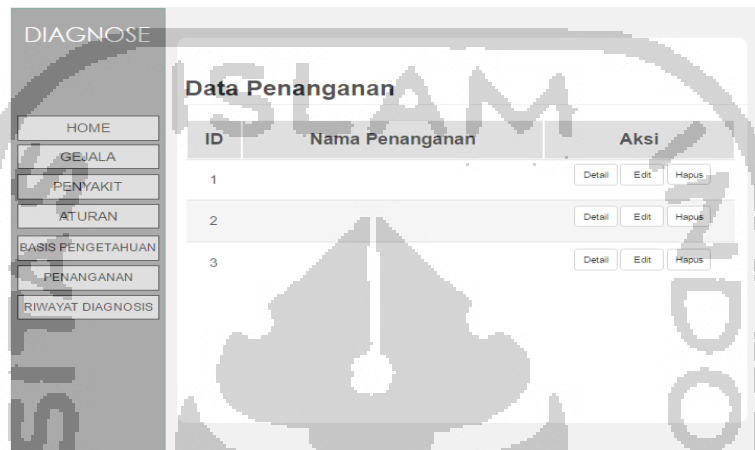 DIAGNOSE
HOME
GEJALA
PENYAKIT
ATURAN
BASIS PENGETAHUAN
PENANGANAN
RIWAYAT DIAGNOSIS
Data Penanganan
ID Nama Penanganan Aksi
1 Detail Edit Hapus
2 Detail Edit Hapus
3 Detail Edit Hapus
ISLAM